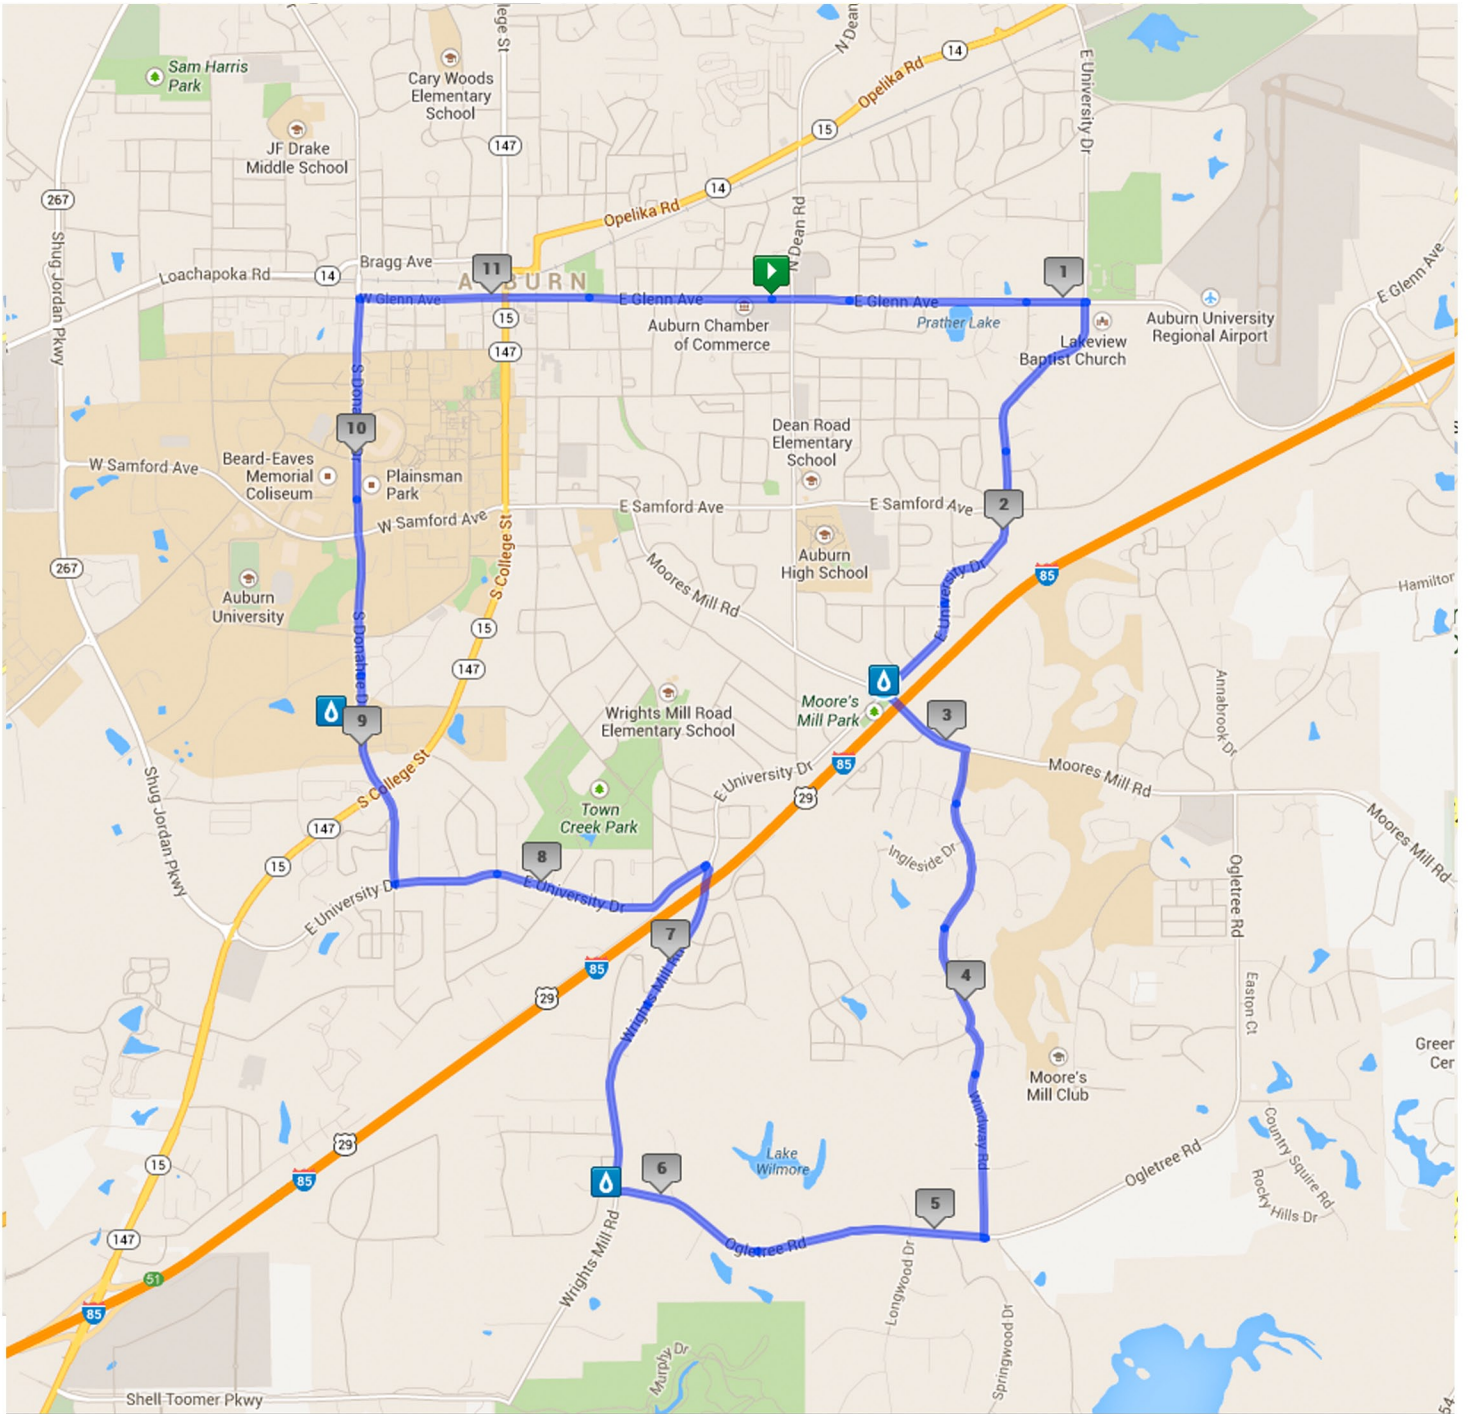 Sam Harris
Park
Cary Woods
Elementary
School
N Dean
14
Opelika Rd
E University Dr
JF Drake
Middle School
147
15
267
14
Opelika Rd
N Dean Rd
Shug Jordan Pkwy
Loachapoka Rd
14
Bragg Ave
11
1
W Glenn Ave
E Glenn Ave
E Glenn Ave
E Glenn Ave
Auburn Chamber
of Commerce
Prather Lake
Lakeview
Baptist Church
Auburn University
Regional Airport
15
147
10
Dean Road
Elementary
School
W Samford Ave
Beard-Eaves
Memorial
Coliseum
Plainsman
Park
W Samford Ave
E Samford Ave
E Samford Ave
2
S College St
Auburn
High School
267
Auburn
University
Moores Mill Rd
E University Dr
85
Hamilton
15
147
S Donahue Dr
9
Wrights Mill Road
Elementary School
Moore's
Mill Park
3
Annabrook Dr
S College St
Shug Jordan Pkwy
E University Dr
85
29
Moores Mill Rd
Moores Mill Rd
Town
Creek Park
147
15
8
E University Dr
E University Dr
Ingleside Dr
Ogletree Rd
7
85
29
Wrights Mill Rd
4
Easton Ct
Moore's
Mill Club
Windway Rd
Country Squire Rd
Rocky Hills Dr
29
85
15
147
6
Lake
Wilmore
5
Ogletree Rd
Ogletree Rd
Wrights Mill Rd
Longwood Dr
Springwood Dr
51
85
Murphy Dr
Shell Toomer Pkwy
54